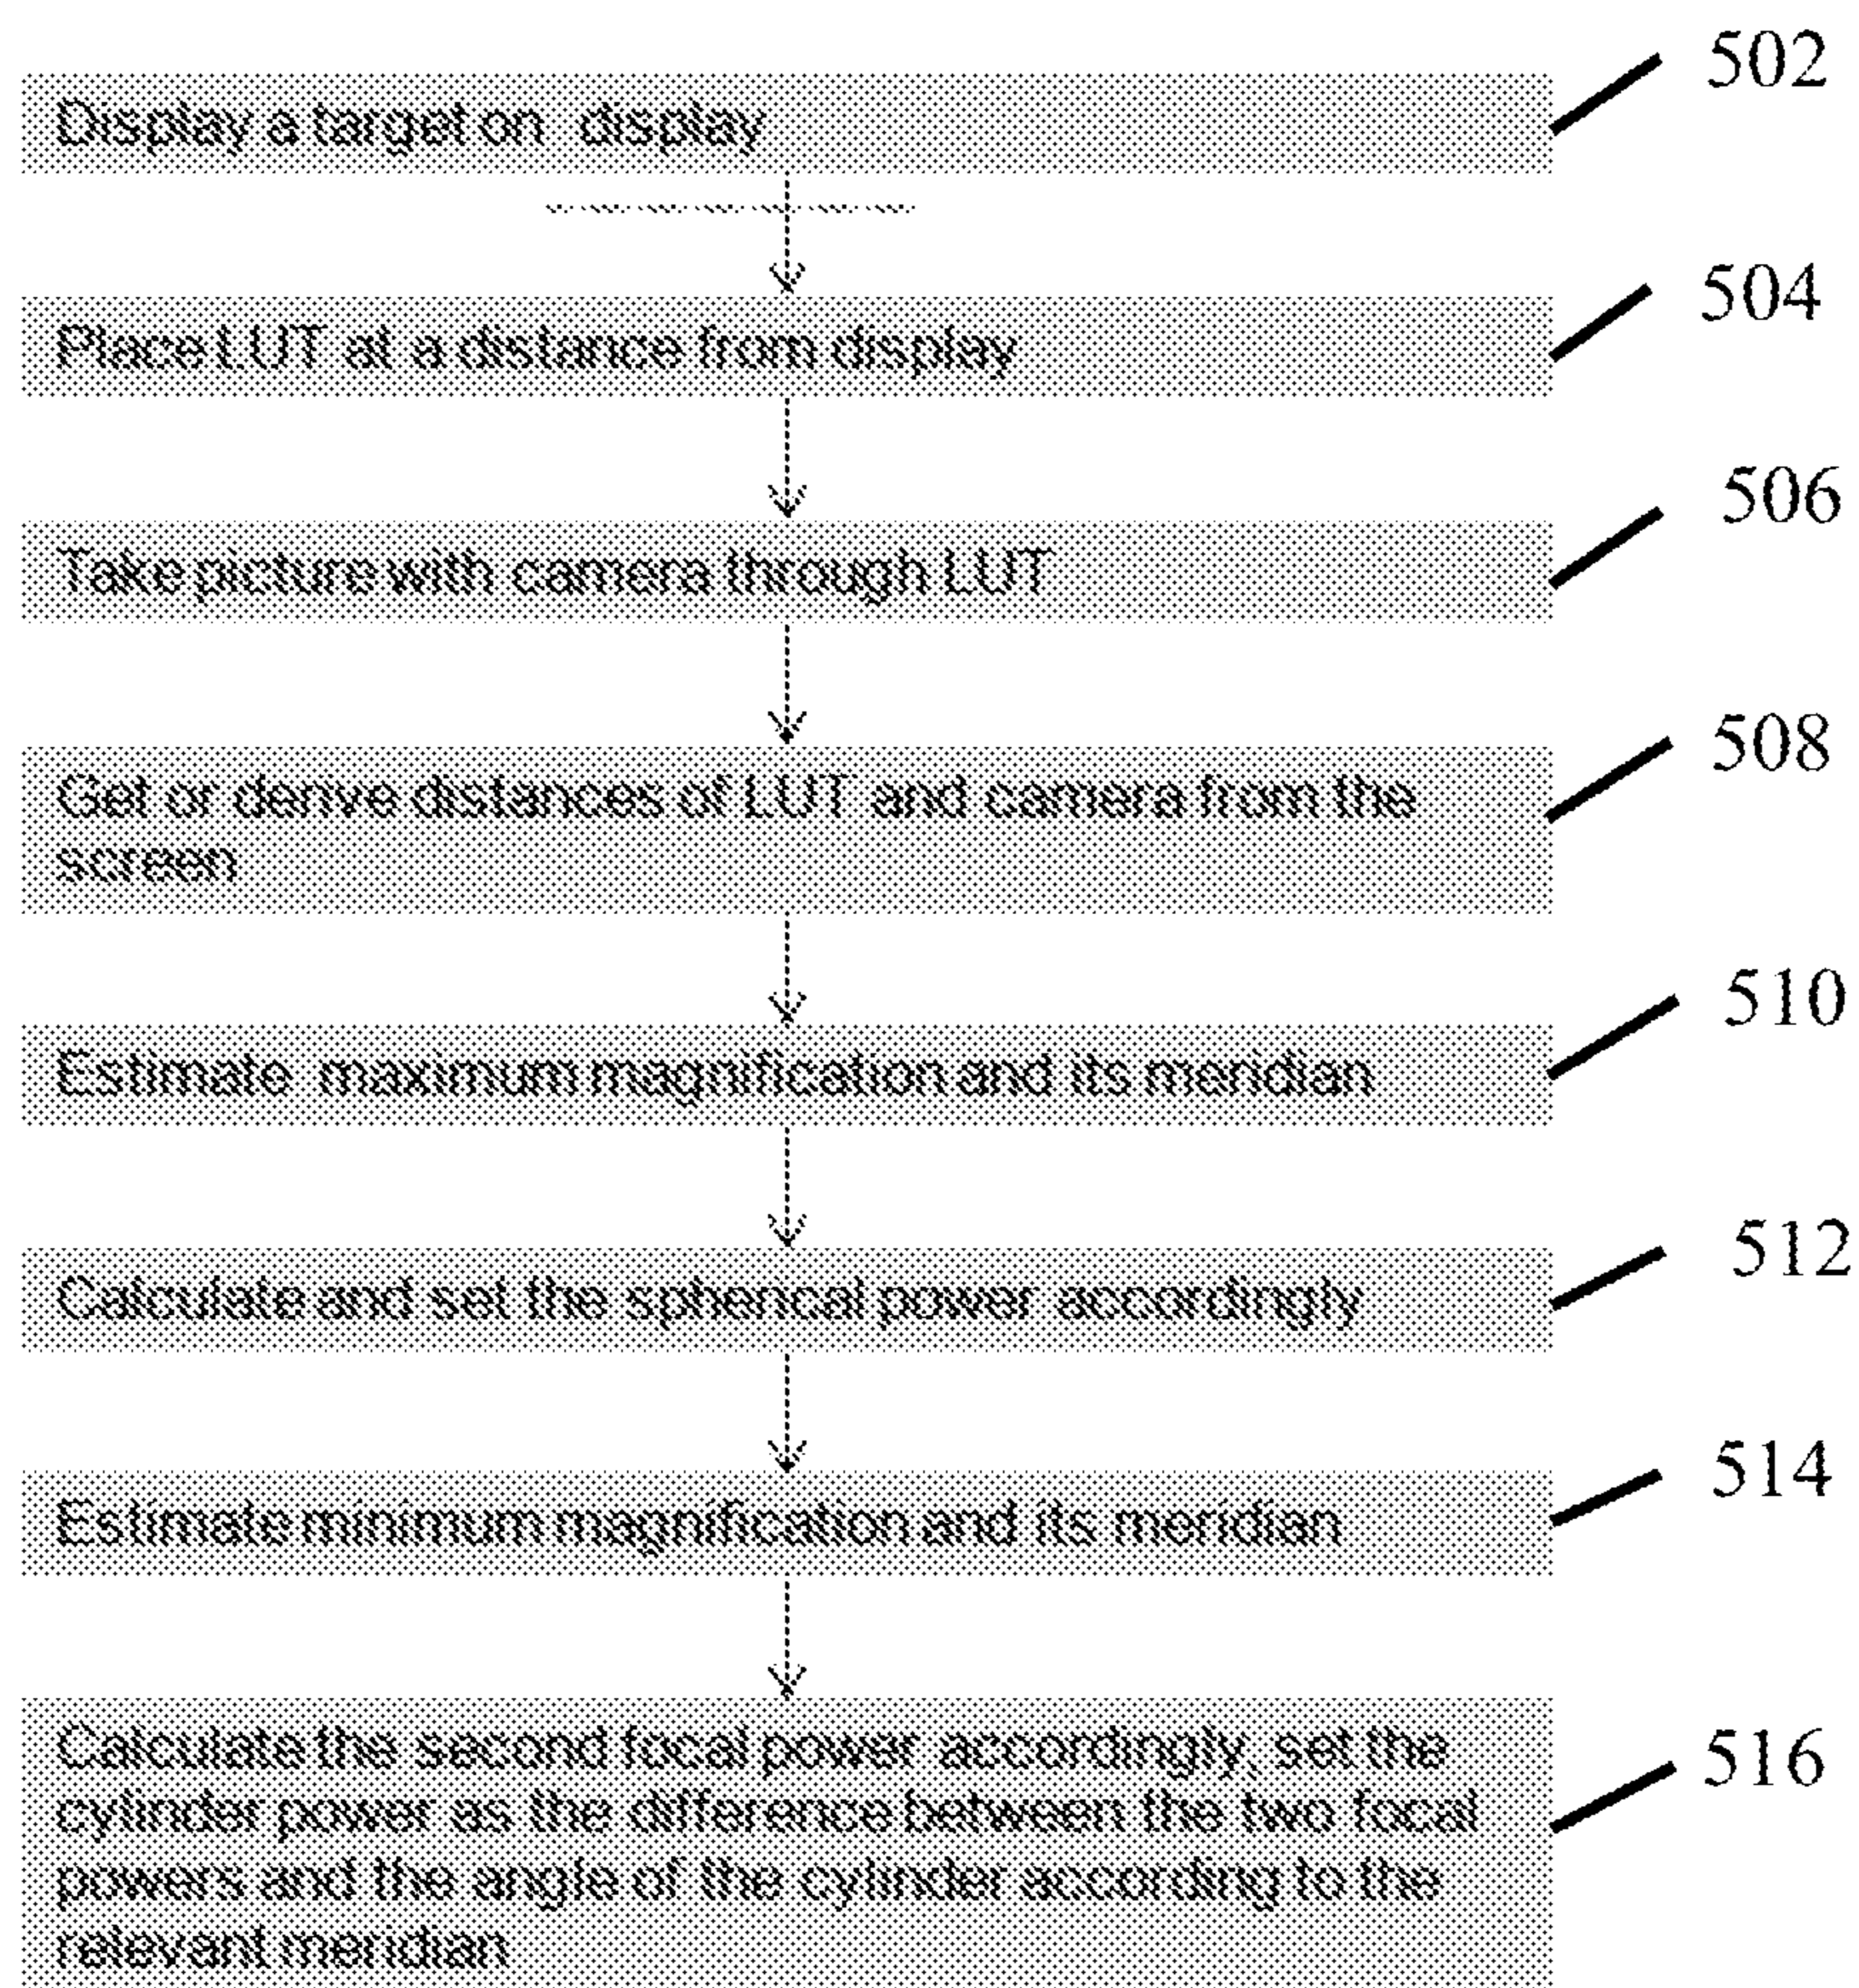 502
Display a target on display
504
Place LUT at a distance from display
506
Take picture with camera through LUT
508
Get or derive distances of LUT and camera from the
screen
510
Estimate maximum magnification and its meridian
512
Calculate and set the spherical power accordingly
514
Estimate minimum magnification and its meridian
516
Calculate the second focal power accordingly, set the
cylinder power as the difference between the two focal
powers and the angle of the cylinder according to the
relevant meridian